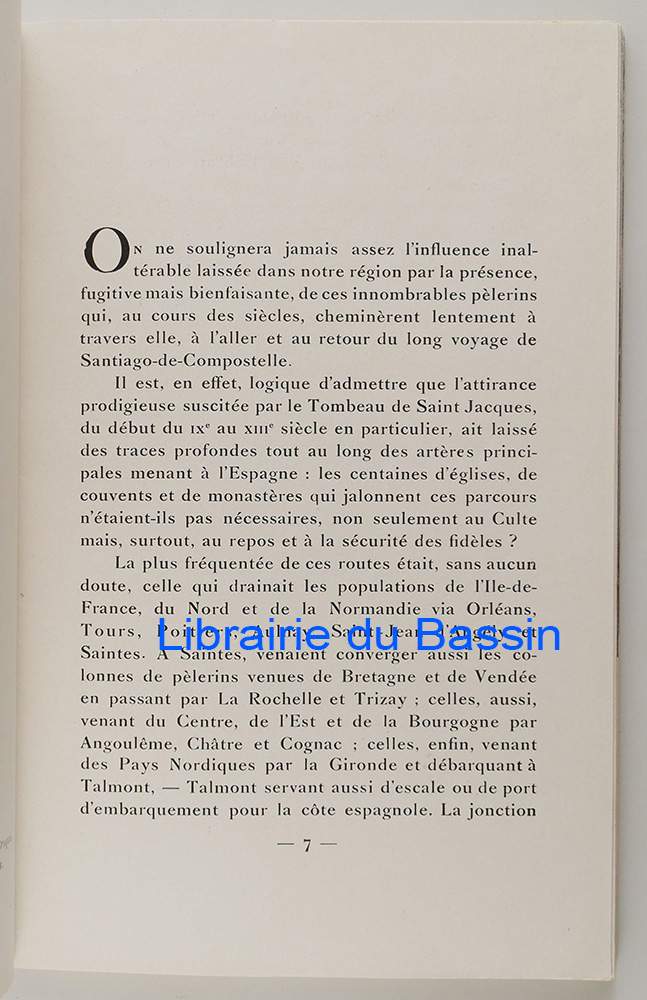 ON ne soulignera jamais assez l'influence inal-
térable laissée dans notre région par la présence,
fugitive mais bienfaisante, de ces innombrables pèlerins
qui, au cours des siècles, cheminèrent lentement à
travers elle, à l'aller et au retour du long voyage de
Santiago-de-Compostelle.
Il est, en effet, logique d'admettre que l'attirance
prodigieuse suscitée par le Tombeau de Saint Jacques,
du début du IXe au XIIIe siècle en particulier, ait laissé
des traces profondes tout au long des artères princi-
pales menant à l'Espagne : les centaines d'églises, de
couvents et de monastères qui jalonnent ces parcours
n'étaient-ils pas nécessaires, non seulement au Culte
mais, surtout, au repos et à la sécurité des fidèles ?
La plus fréquentée de ces routes était, sans aucun
doute, celle qui drainait les populations de l'Ile-de-
France, du Nord et de la Normandie via Orléans,
Tours, Poitiers, Aulnay, Saint-Jean d'Angély et
Librairie du Bassin
Saintes. A Saintes, venaient converger aussi les co-
lonnes de pèlerins venues de Bretagne et de Vendée
en passant par La Rochelle et Trizay ; celles, aussi,
venant du Centre, de l'Est et de la Bourgogne par
Angoulême, Châtre et Cognac ; celles, enfin, venant
des Pays Nordiques par la Gironde et débarquant à
Talmont, — Talmont servant aussi d'escale ou de port
d'embarquement pour la côte espagnole. La jonction
— 7 —